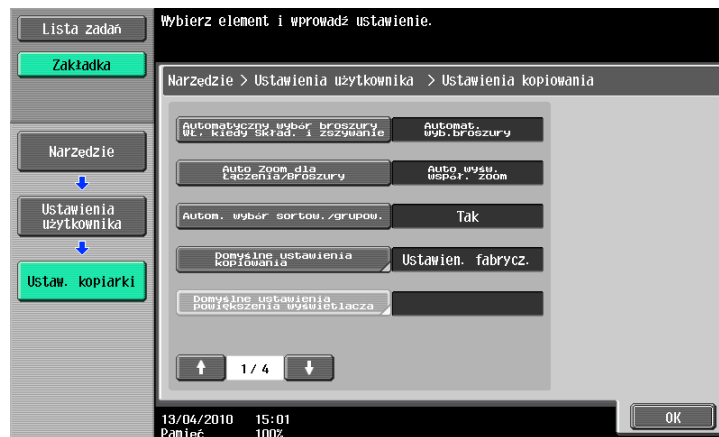 Lista zadań
Zakładka
Narzędzie
Ustawienia
użytkownika
Ustaw. kopiarki
Wybierz element i wprowadź ustawienie.
Narzędzie > Ustawienia użytkownika > Ustawienia kopiowania
Automatyczny wybór broszury
WŁ. kiedy Skład. i zszywanie
Automat.
wyb.broszury
Auto Zoom dla
Łączenia/Broszury
Auto wyśw.
współ. zoom
Autom. wybór sortow./grupow.
Tak
Domyślne ustawienia
kopiowania
Ustawien. fabrycz.
Domyślne ustawienia
powiększenia wyświetlacza
1/ 4
13/04/2010 15:01
Pamięć 100%
OK